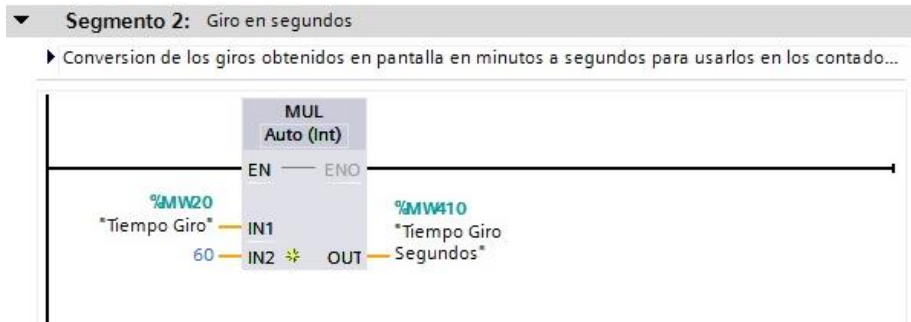 Segmento 2: Giro en segundos
Conversion de los giros obtenidos en pantalla en minutos a segundos para usarlos en los contado...
MUL
Auto (Int)
EN ENO
%MW20
"Tiempo Giro" IN1
60 IN2 OUT
%MW410
"Tiempo Giro
Segundos"